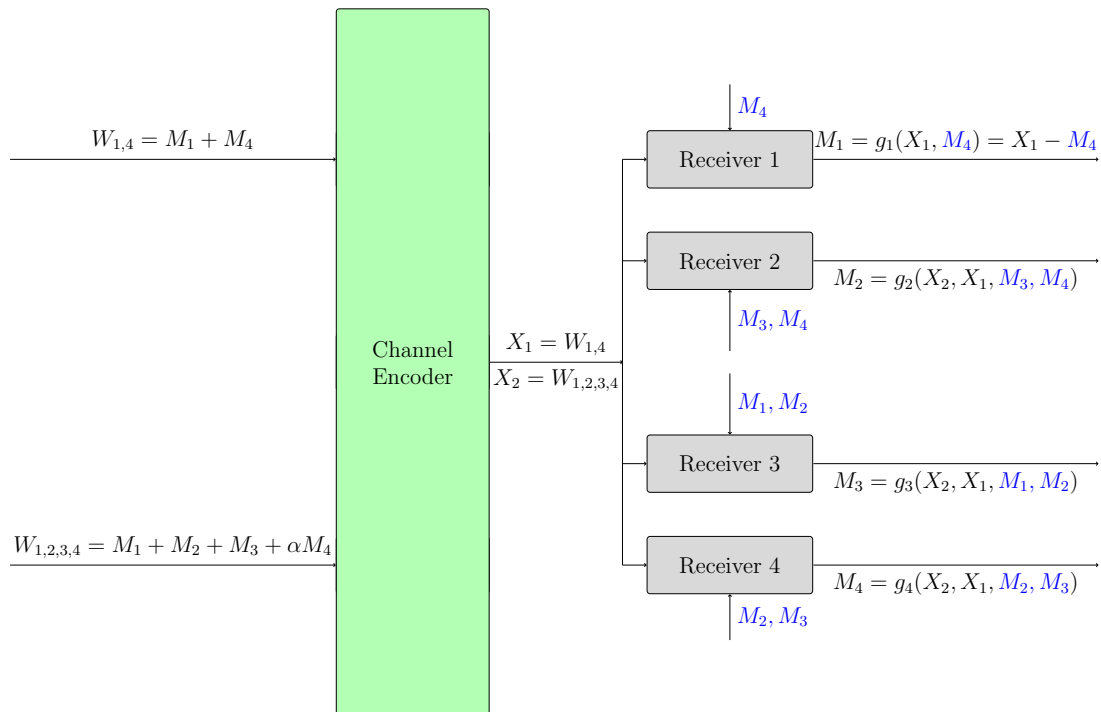 M_4
W_{1,4} = M_1 + M_4
Receiver 1
M_1 = g_1(X_1, M_4) = X_1 - M_4
Receiver 2
M_2 = g_2(X_2, X_1, M_3, M_4)
M_3, M_4
Channel
Encoder
X_1 = W_{1,4}
X_2 = W_{1,2,3,4}
M_1, M_2
Receiver 3
M_3 = g_3(X_2, X_1, M_1, M_2)
W_{1,2,3,4} = M_1 + M_2 + M_3 + αM_4
Receiver 4
M_4 = g_4(X_2, X_1, M_2, M_3)
M_2, M_3